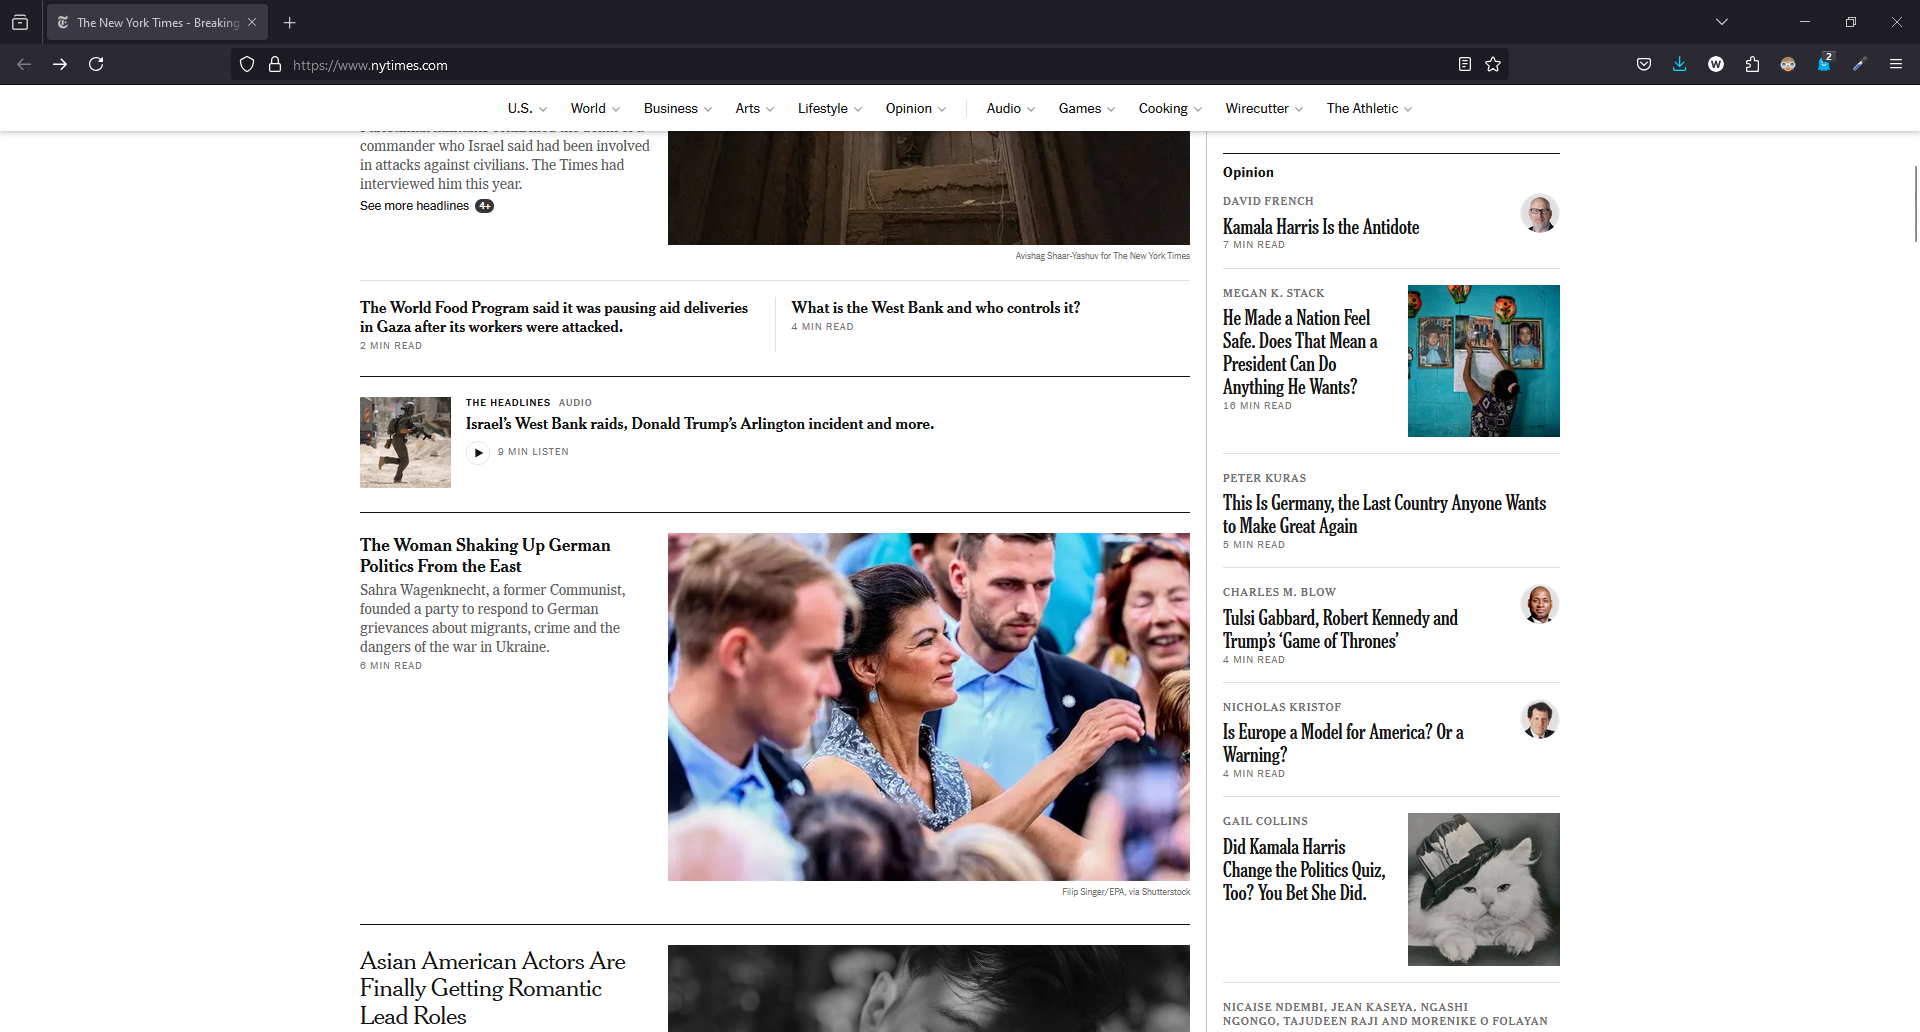 The New York Times - Breaking
https://www.nytimes.com
2
U.S.
World
Business
Arts
Lifestyle
Opinion
Audio
Games
Cooking
Wirecutter
The Athletic
commander who Israel said had been involved
in attacks against civilians. The Times had
interviewed him this year.
See more headlines 4+
Avishag Shaar-Yashuv for The New York Times
The World Food Program said it was pausing aid deliveries
in Gaza after its workers were attacked.
2 MIN READ
What is the West Bank and who controls it?
4 MIN READ
THE HEADLINES AUDIO
Israel’s West Bank raids, Donald Trump’s Arlington incident and more.
9 MIN LISTEN
The Woman Shaking Up German
Politics From the East
Sahra Wagenknecht, a former Communist,
founded a party to respond to German
grievances about migrants, crime and the
dangers of the war in Ukraine.
6 MIN READ
Filip Singer/EPA, via Shutterstock
Asian American Actors Are
Finally Getting Romantic
Lead Roles
Opinion
DAVID FRENCH
Kamala Harris Is the Antidote
7 MIN READ
MEGAN K. STACK
He Made a Nation Feel
Safe. Does That Mean a
President Can Do
Anything He Wants?
16 MIN READ
PETER KURAS
This Is Germany, the Last Country Anyone Wants
to Make Great Again
5 MIN READ
CHARLES M. BLOW
Tulsi Gabbard, Robert Kennedy and
Trump’s ‘Game of Thrones’
4 MIN READ
NICHOLAS KRISTOF
Is Europe a Model for America? Or a
Warning?
4 MIN READ
GAIL COLLINS
Did Kamala Harris
Change the Politics Quiz,
Too? You Bet She Did.
NICAISE NDEMBI, JEAN KASEYA, NGASHI
NGONGO, TAJUDEEN RAJI AND MORENIKE O FOLAYAN